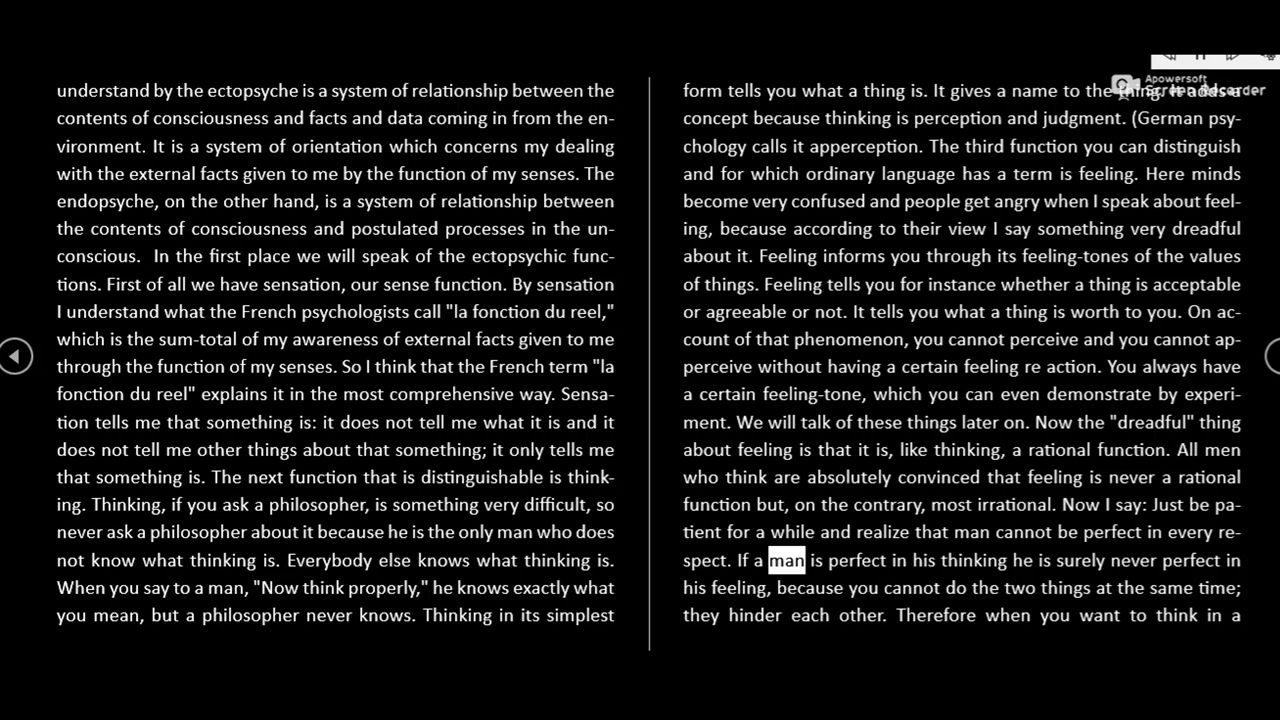 understand by the ectopsyche is a system of relationship between the
contents of consciousness and facts and data coming in from the en-
vironment. It is a system of orientation which concerns my dealing
with the external facts given to me by the function of my senses. The
endopsyche, on the other hand, is a system of relationship between
the contents of consciousness and postulated processes in the un-
conscious.  In the first place we will speak of the ectopsychic func-
tions. First of all we have sensation, our sense function. By sensation
I understand what the French psychologists call "la fonction du reel,"
which is the sum-total of my awareness of external facts given to me
through the function of my senses. So I think that the French term "la
fonction du reel" explains it in the most comprehensive way. Sensa-
tion tells me that something is: it does not tell me what it is and it
does not tell me other things about that something; it only tells me
that something is. The next function that is distinguishable is think-
ing. Thinking, if you ask a philosopher, is something very difficult, so
never ask a philosopher about it because he is the only man who does
not know what thinking is. Everybody else knows what thinking is.
When you say to a man, "Now think properly," he knows exactly what
you mean, but a philosopher never knows. Thinking in its simplest
form tells you what a thing is. It gives a name to the thing. It adds a
concept because thinking is perception and judgment. (German psy-
chology calls it apperception. The third function you can distinguish
and for which ordinary language has a term is feeling. Here minds
become very confused and people get angry when I speak about feel-
ing, because according to their view I say something very dreadful
about it. Feeling informs you through its feeling-tones of the values
of things. Feeling tells you for instance whether a thing is acceptable
or agreeable or not. It tells you what a thing is worth to you. On ac-
count of that phenomenon, you cannot perceive and you cannot ap-
perceive without having a certain feeling re action. You always have
a certain feeling-tone, which you can even demonstrate by experi-
ment. We will talk of these things later on. Now the "dreadful" thing
about feeling is that it is, like thinking, a rational function. All men
who think are absolutely convinced that feeling is never a rational
function but, on the contrary, most irrational. Now I say: Just be pa-
tient for a while and realize that man cannot be perfect in every re-
spect. If a man is perfect in his thinking he is surely never perfect in
his feeling, because you cannot do the two things at the same time;
they hinder each other. Therefore when you want to think in a
Apowersoft
Screen Recorder